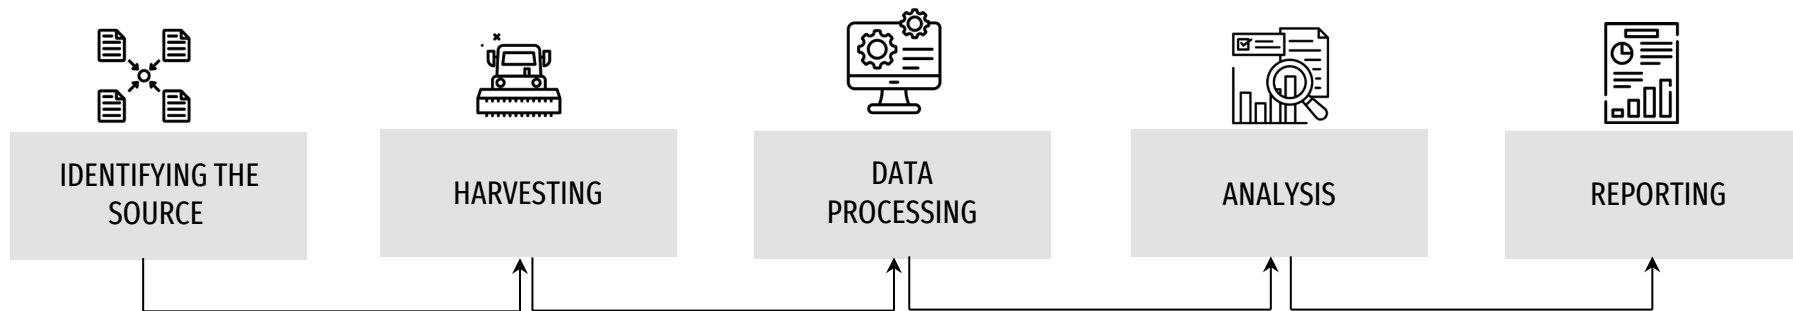 IDENTIFYING THE
SOURCE
HARVESTING
DATA
PROCESSING
ANALYSIS
REPORTING